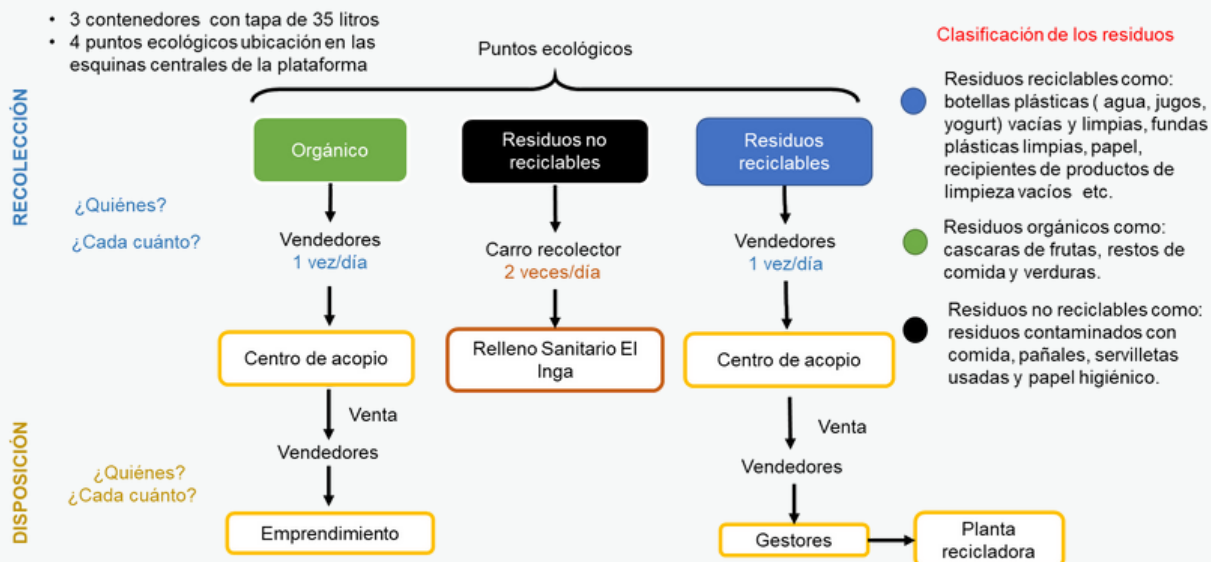 • 3 contenedores con tapa de 35 litros
• 4 puntos ecológicos ubicación en las
esquinas centrales de la plataforma
Puntos ecológicos
Clasificación de los residuos
RECOLECCIÓN
Orgánico
Residuos no
reciclables
Residuos
reciclables
Residuos reciclables como:
botellas plásticas ( agua, jugos,
yogurt) vacías y limpias, fundas
plásticas limpias, papel,
recipientes de productos de
limpieza vacíos etc.
¿Quiénes?
¿Cada cuánto?
Vendedores
1 vez/día
Carro recolector
2 veces/día
Vendedores
1 vez/día
Residuos orgánicos como:
cascaras de frutas, restos de
comida y verduras.
Centro de acopio
Relleno Sanitario El
Inga
Centro de acopio
Residuos no reciclables como:
residuos contaminados con
comida, pañales, servilletas
usadas y papel higiénico.
DISPOSICIÓN
Venta
Vendedores
Venta
Vendedores
¿Quiénes?
¿Cada cuánto?
Emprendimiento
Gestores
Planta
recicladora